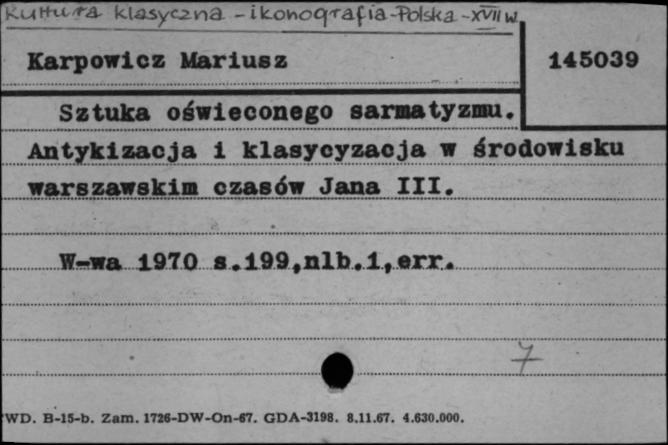 Kultura klasyczna - ikonografia - Polska - XVII w.
Karpowicz Mariusz 145039
Sztuka oświeconego sarmatyzmu.
Antykizacja i klasycyzacja w środowisku
warszawskim czasów Jana III.
W-wa 1970 s.199,nlb.1,err.
7
WD. B-15-b. Zam. 1726-DW-On-67. GDA-3198. 8.11.67. 4.630.000.